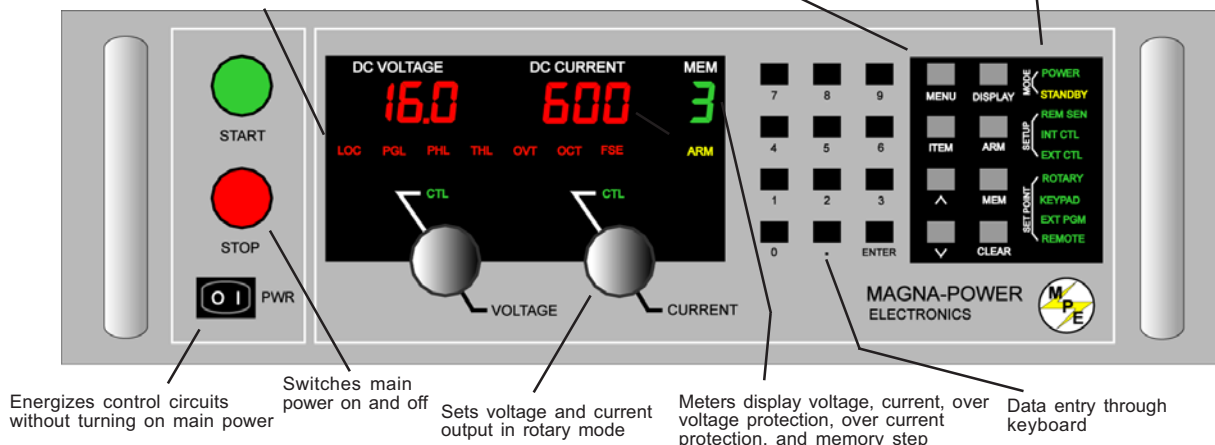 DC VOLTAGE DC CURRENT MEM
16.0 600 3
LOC PGL PHL THL OVT OCT FSE ARM
CTL CTL
VOLTAGE CURRENT
START
STOP
0 I PWR
7 8 9
4 5 6
1 2 3
0 . ENTER
MENU DISPLAY
ITEM ARM
^ MEM
v CLEAR
MODE
POWER
STANDBY
SETUP
REM SEN
INT CTL
EXT CTL
SET POINT
ROTARY
KEYPAD
EXT PGM
REMOTE
MAGNA-POWER
ELECTRONICS
MPE
Energizes control circuits
without turning on main power
Switches main
power on and off
Sets voltage and current
output in rotary mode
Meters display voltage, current, over
voltage protection, over current
protection, and memory step
Data entry through
keyboard